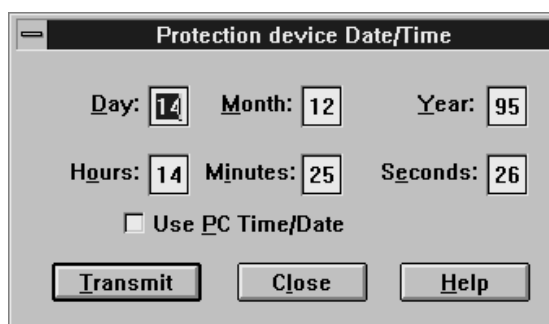 Protection device Date/Time
Day: 14 Month: 12 Year: 95
Hours: 14 Minutes: 25 Seconds: 26
Use PC Time/Date
Transmit Close Help